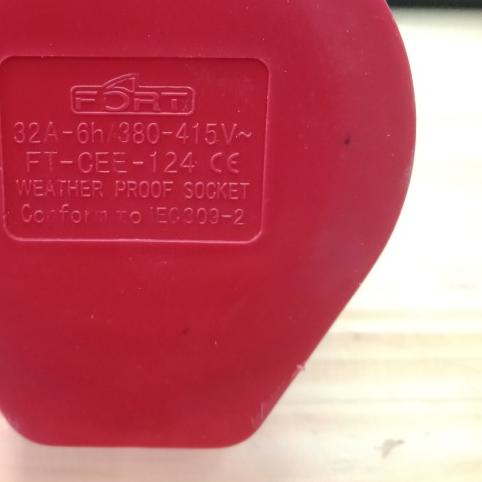 FORT
32A-6h/380-415V~
FT-CEE-124 CE
WEATHER PROOF SOCKET
Conform to IEC309-2